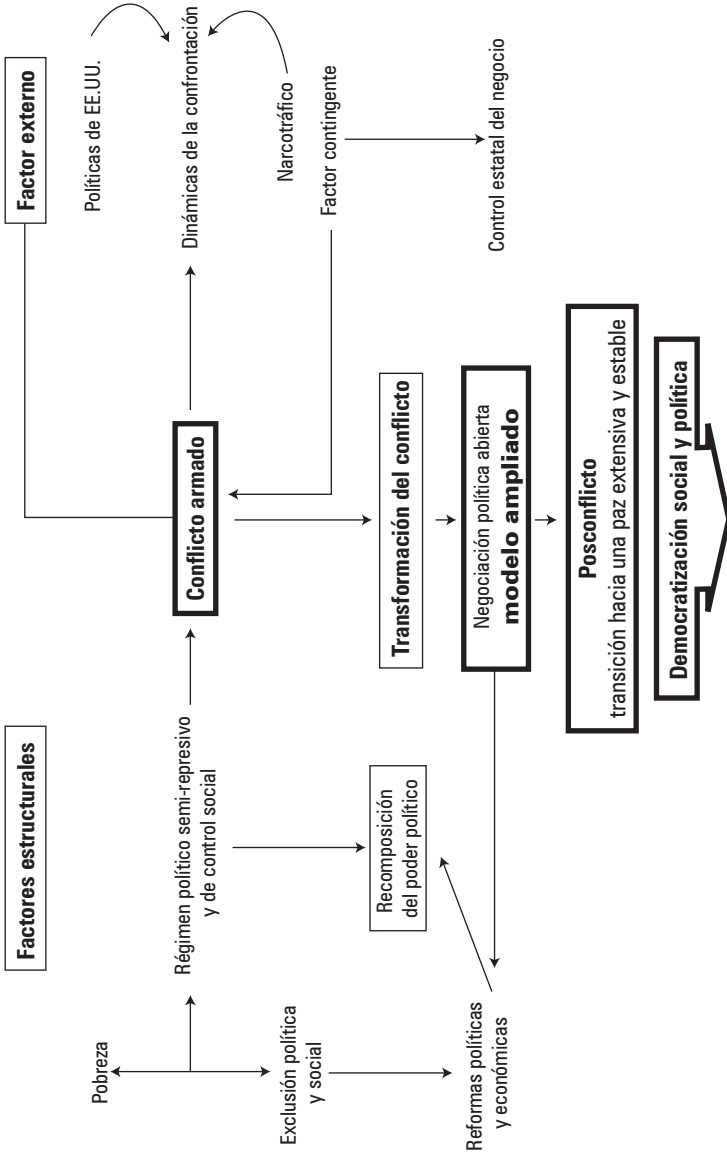 Factores estructurales
Factor externo
Pobreza
Régimen político semi-represivo
y de control social
Exclusión política
y social
Conflicto armado
Políticas de EE.UU.
Dinámicas de la confrontación
Narcotráfico
Factor contingente
Recomposición
del poder político
Transformación del conflicto
Control estatal del negocio
Reformas políticas
y económicas
Negociación política abierta
modelo ampliado
Posconflicto
transición hacia una paz extensiva y estable
Democratización social y política